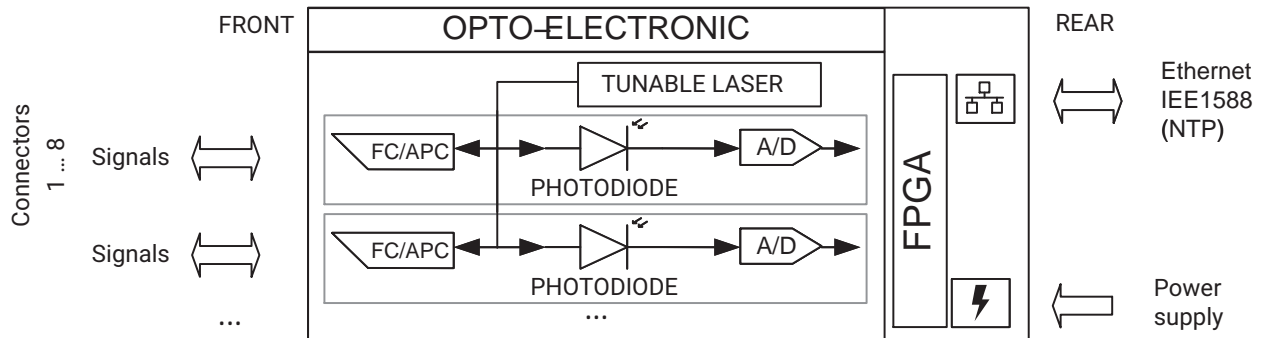 FRONT
OPTO-ELECTRONIC
REAR
TUNABLE LASER
Ethernet
IEE1588
(NTP)
Connectors
1 ... 8
Signals
FC/APC
A/D
PHOTODIODE
FPGA
Signals
FC/APC
A/D
PHOTODIODE
...
...
Power
supply